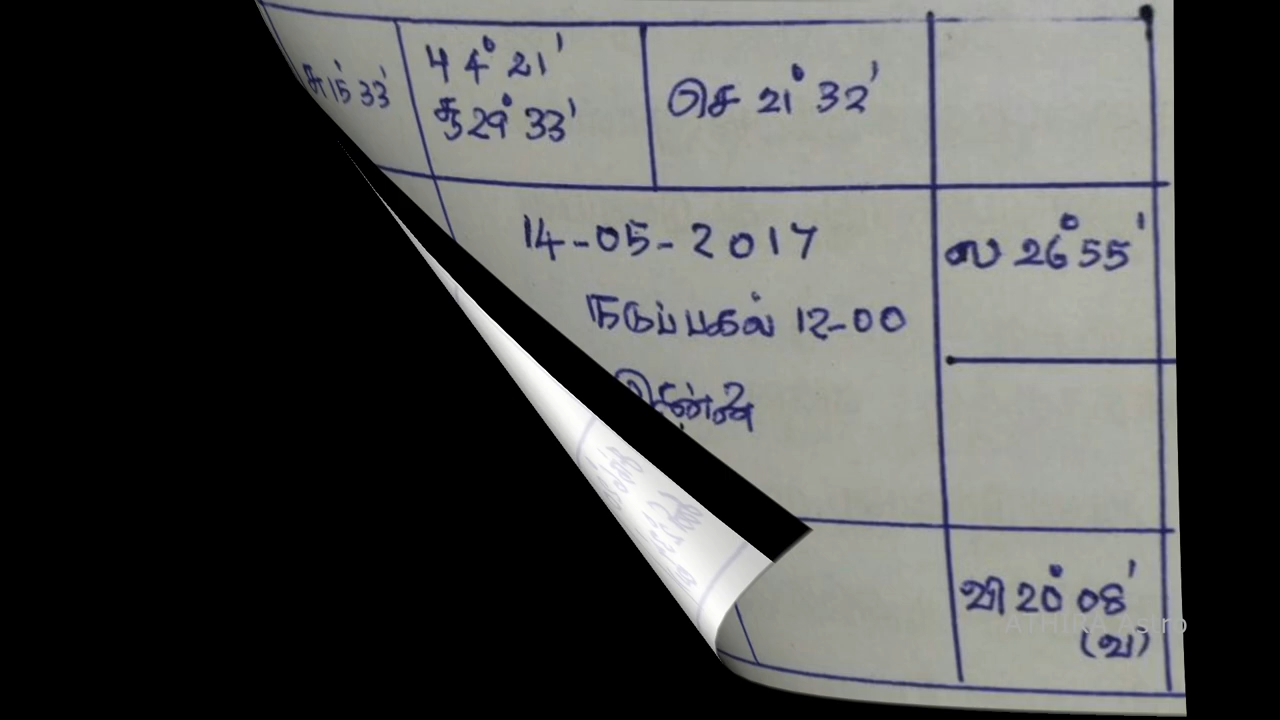 சு 15° 33'
பு 4° 21'
சூ 29° 33'
செ 21° 32'
14-05-2017
நடுப்பகல் 12-00
ல 26° 55'
வி 20° 08'
(வ)
ATHIRA Astro